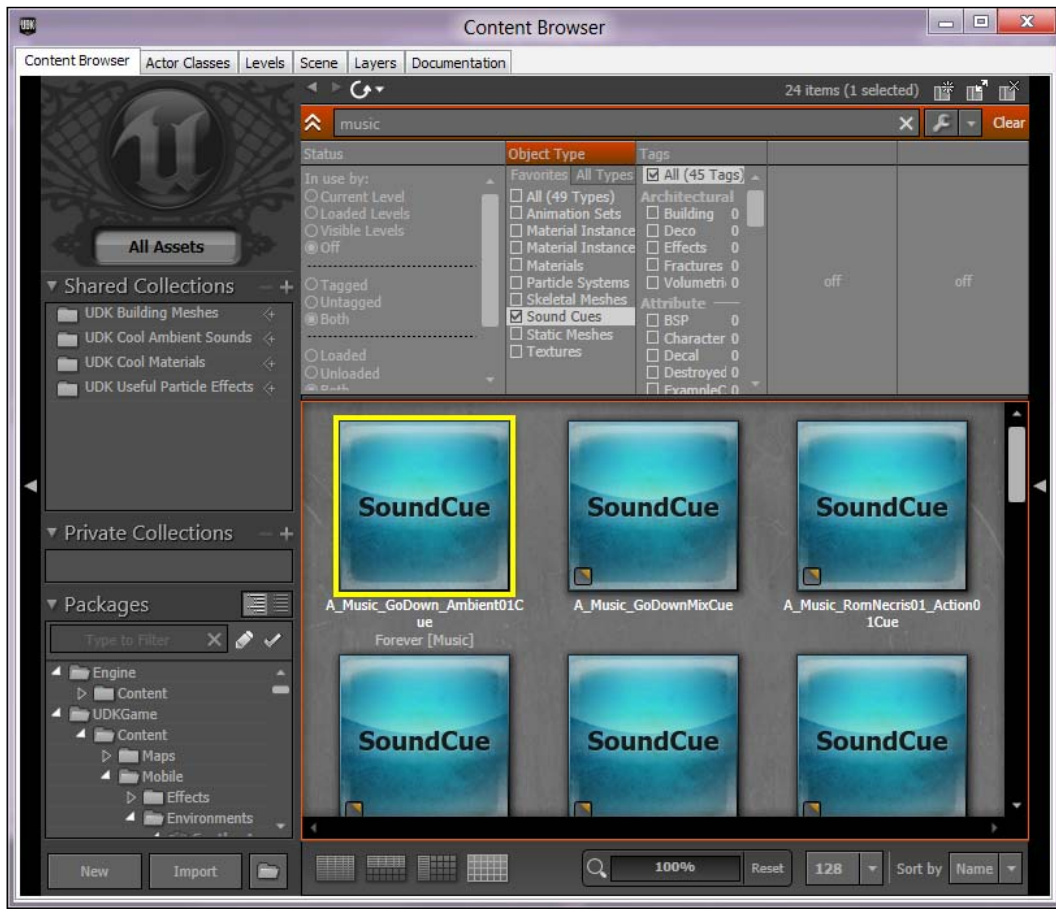 UDK
Content Browser
Content Browser Actor Classes Levels Scene Layers Documentation
24 items (1 selected)
music
Clear
Status
In use by:
Current Level
Loaded Levels
Visible Levels
Off
Tagged
Untagged
Both
Loaded
Unloaded
Both
Object Type
Favorites All Types
All (49 Types)
Animation Sets
Material Instance
Material Instance
Materials
Particle Systems
Skeletal Meshes
Sound Cues
Static Meshes
Textures
Tags
All (45 Tags)
Architectural
Building 0
Deco 0
Effects 0
Fractures 0
Volumetri 0
Attribute
BSP 0
Character 0
Decal 0
Destroyed 0
ExampleC 0
off
off
All Assets
Shared Collections
UDK Building Meshes
UDK Cool Ambient Sounds
UDK Cool Materials
UDK Useful Particle Effects
Private Collections
Packages
Type to Filter
Engine
Content
UDKGame
Content
Maps
Mobile
Effects
Environments
New Import
SoundCue
A_Music_GoDown_Ambient01C
ue
Forever [Music]
SoundCue
A_Music_GoDownMixCue
SoundCue
A_Music_RomNecris01_Action0
1Cue
SoundCue
SoundCue
SoundCue
100% Reset 128 Sort by Name